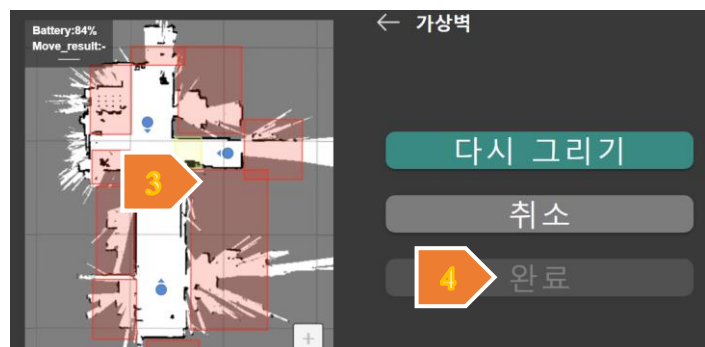 Battery:84%
Move_result:-
← 가상벽
다시 그리기
3
취소
4
완료
+